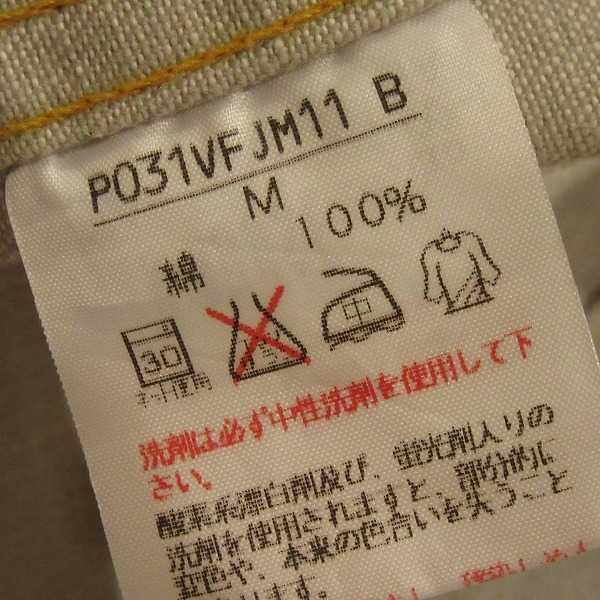 PO31VFJM11 B
M
綿 100%
30 中
ネット使用
洗剤は必ず中性洗剤を使用して下
さい。
酸素系漂白剤及び、蛍光剤入りの
洗剤を使用されますと、部分的に
変色や、本来の色合いを失うこと
ります。